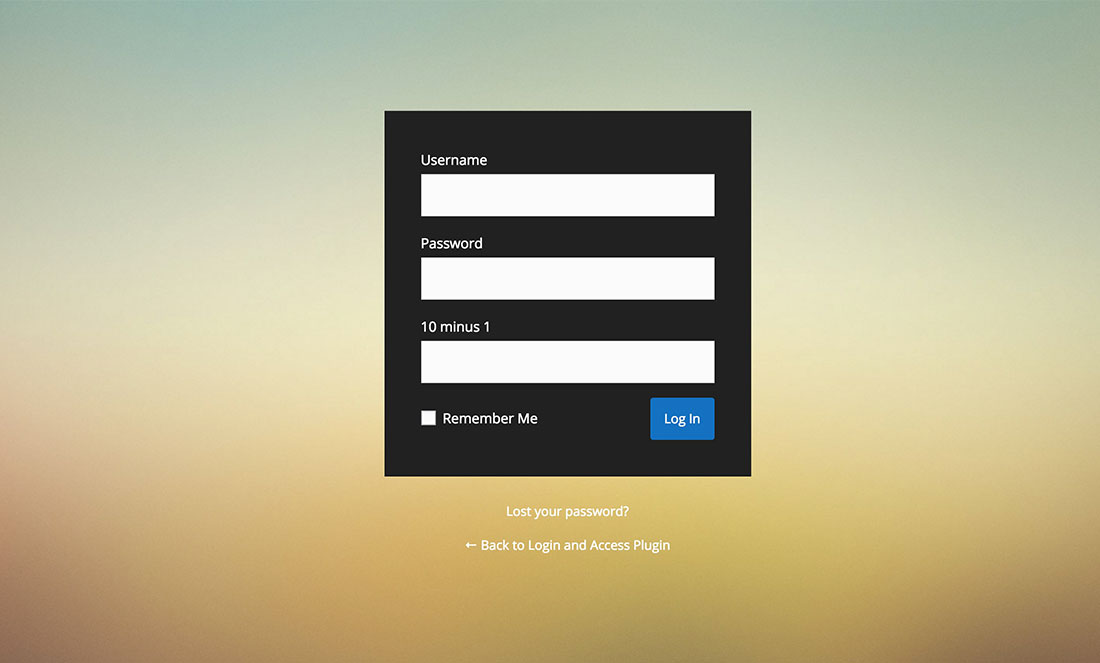 Username
Password
10 minus 1
Remember Me
Log In
Lost your password?
← Back to Login and Access Plugin